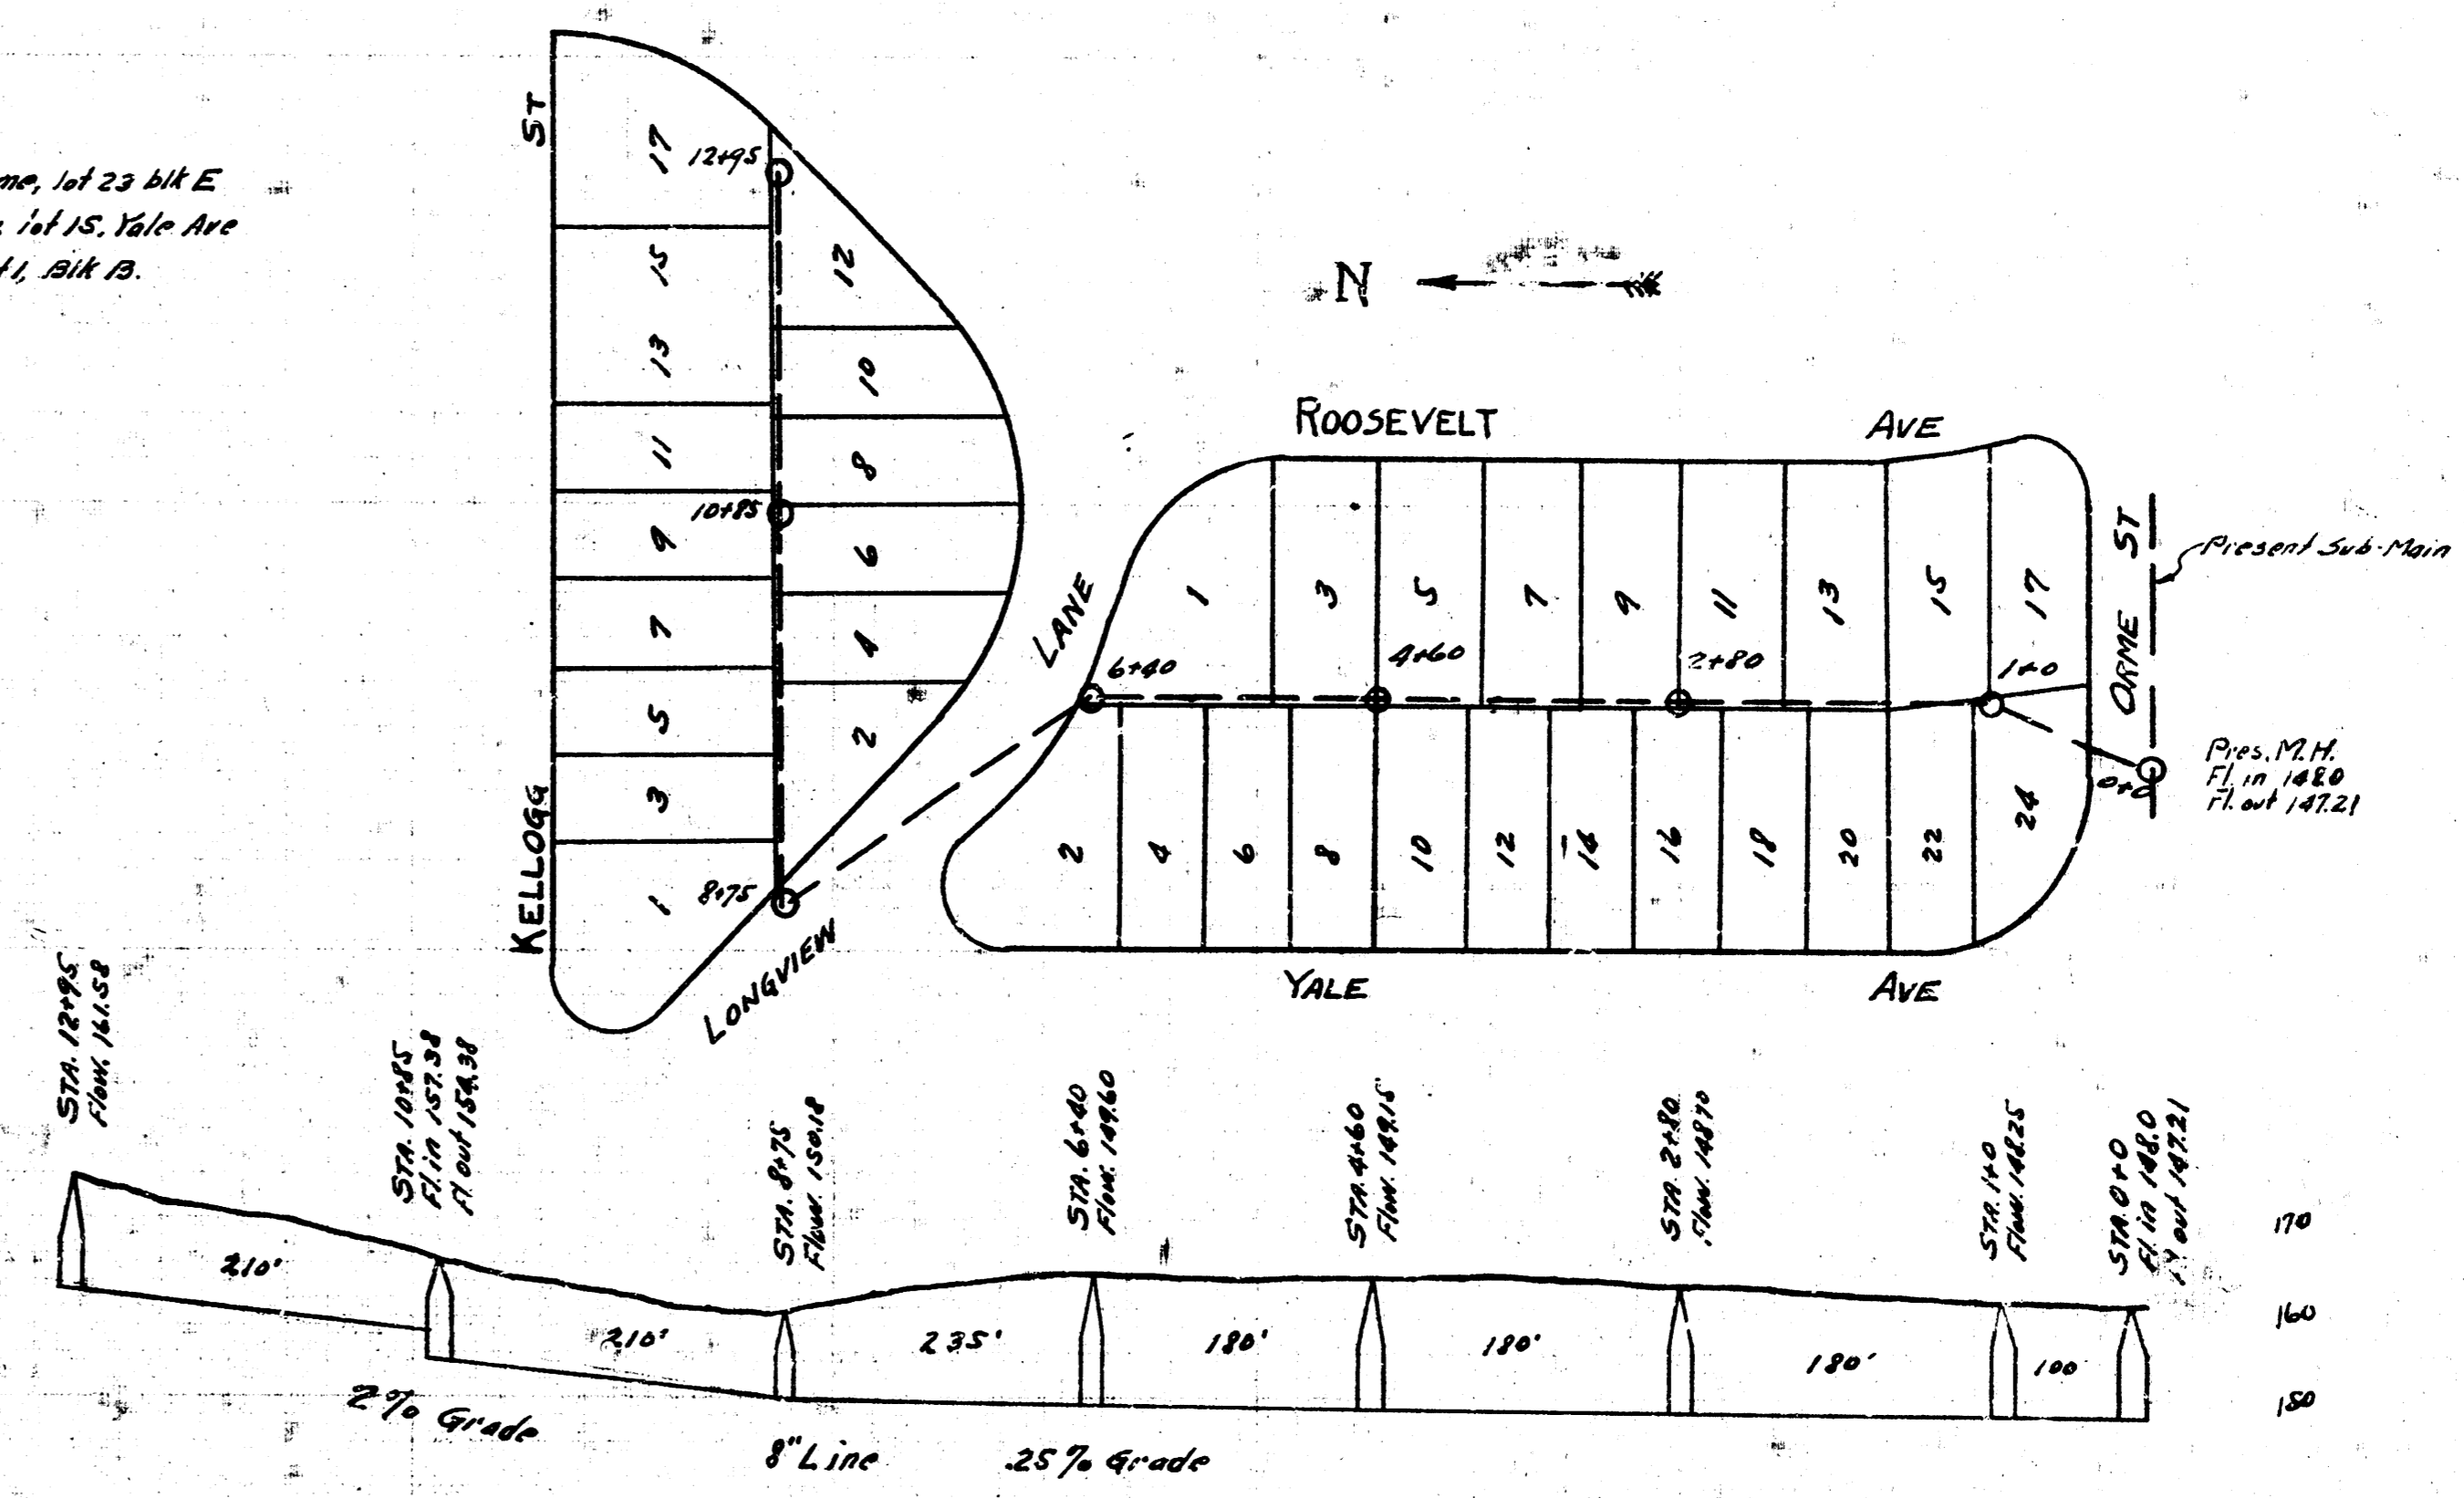 lot 23 blk E
lot 15, Yale Ave
1, Blk B.
KELLOGG ST
17
15
13
11
9
7
5
3
1
12+95
10+85
8+75
12
10
8
6
4
2
N
LONGVIEW LANE
ROOSEVELT AVE
1
3
5
7
9
11
13
15
17
6+40
4+60
2+80
1+0
0+0
2
4
6
8
10
12
14
16
18
20
22
24
YALE AVE
ORME ST
Present Sub-Main
Pres. M.H.
Fl. in 148.0
Fl. out 147.21
STA. 12+95
Flow. 161.58
STA. 10+85
Fl. in 157.38
Fl out 154.38
STA. 8+75
Flow. 150.18
STA. 6+40
Flow. 149.60
STA. 4+60
Flow. 149.15
STA. 2+80
Flow. 148.70
STA. 1+0
Flow. 148.25
STA. 0+0
Fl. in 148.0
Fl out 147.21
210'
210'
235'
180'
180'
180'
100
170
160
150
2% Grade
8" Line
.25% Grade